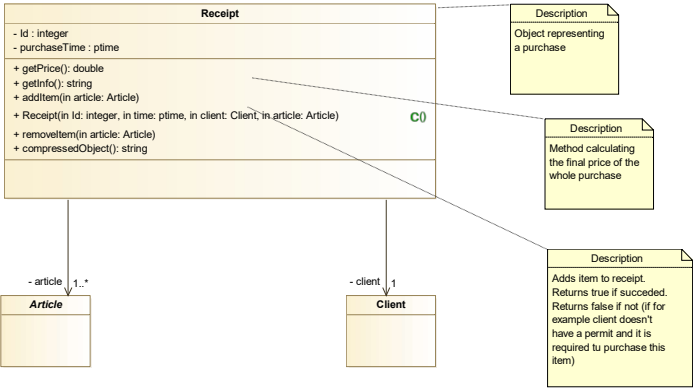 Receipt
- Id : integer
- purchaseTime : ptime
+ getPrice(): double
+ getInfo(): string
+ addItem(in article: Article)
+ Receipt(in Id: integer, in time: ptime, in client: Client, in article: Article)
C()
+ removeItem(in article: Article)
+ compressedObject(): string
Description
Object representing
a purchase
Description
Method calculating
the final price of the
whole purchase
Description
Adds item to receipt.
Returns true if succeded.
Returns false if not (if for
example client doesn't
have a permit and it is
required tu purchase this
item)
- article
1..*
- client
1
Article
Client